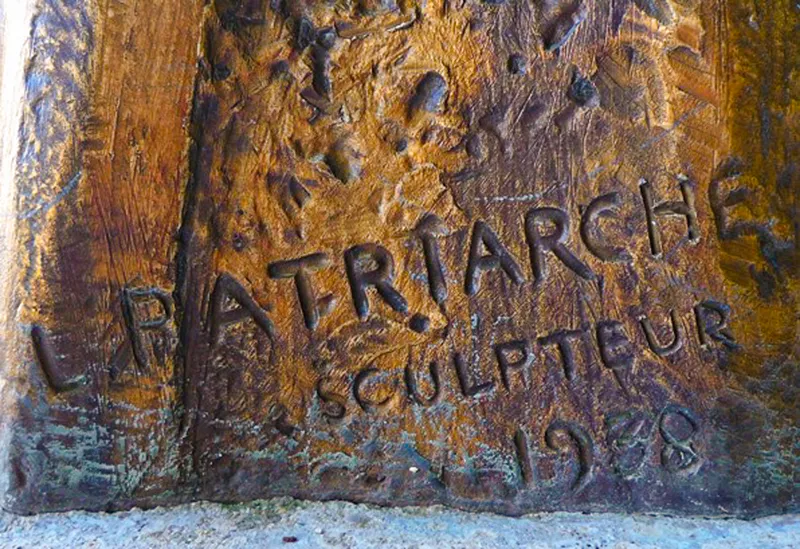 L. PATRIARCHE
SCULPTEUR
1938